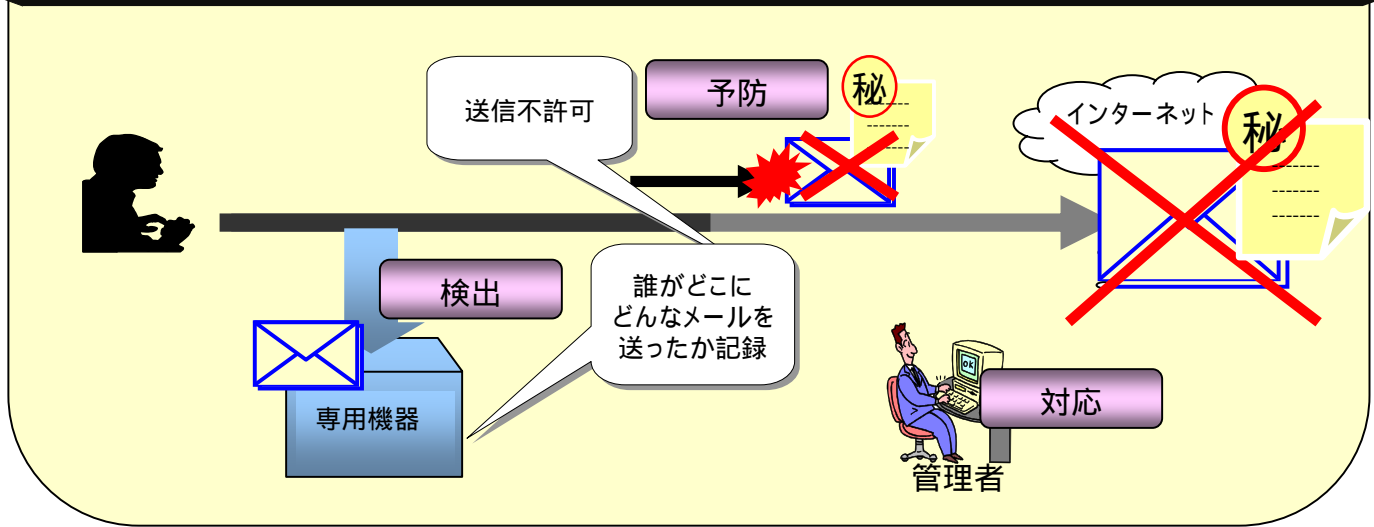 送信不許可
予防
秘
インターネット
秘
検出
誰がどこに
どんなメールを
送ったか記録
専用機器
OK
対応
管理者